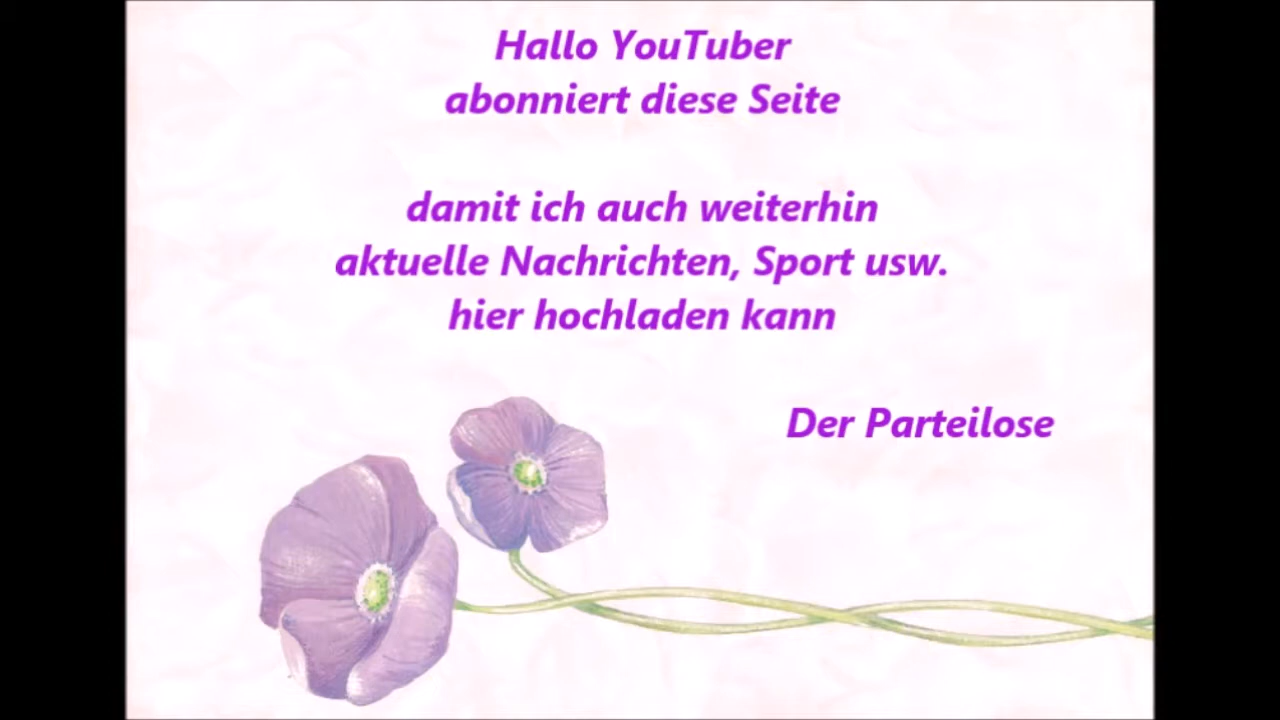 Hallo YouTuber
abonniert diese Seite
damit ich auch weiterhin
aktuelle Nachrichten, Sport usw.
hier hochladen kann
Der Parteilose